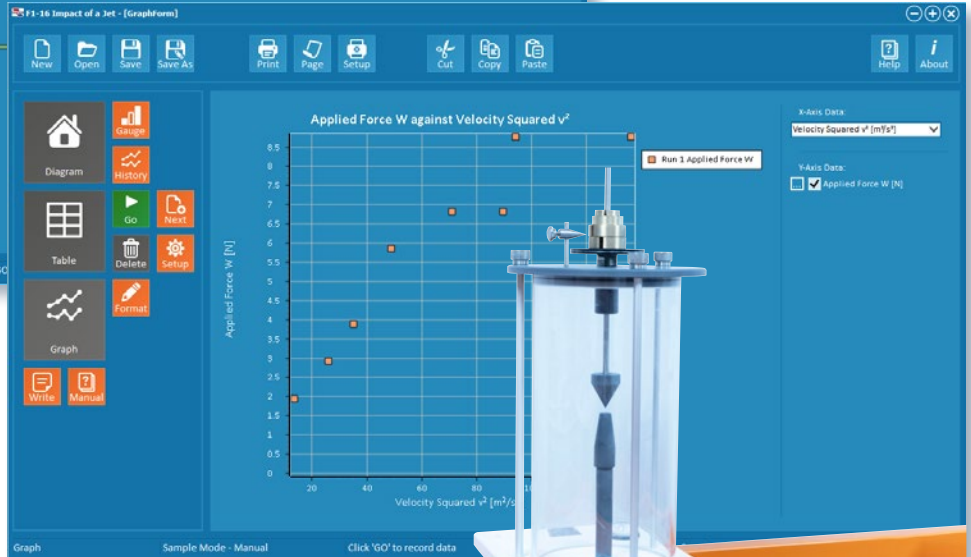 F1-16 Impact of a Jet - [GraphForm]
New Open Save Save As Print Page Setup Cut Copy Paste Help About
Diagram
Gauge
History
Table
Go
Next
Delete
Setup
Graph
Format
Write
Manual
Applied Force W against Velocity Squared v²
8.5
8
7.5
7
6.5
6
5.5
5
4.5
4
3.5
3
2.5
2
1.5
1
0.5
0
Applied Force W [N]
20 40 60 80
Velocity Squared v² [m²/s
Run 1 Applied Force W
X-Axis Data:
Velocity Squared v² [m²/s²]
Y-Axis Data:
... Applied Force W [N]
Graph Sample Mode - Manual Click 'GO' to record data